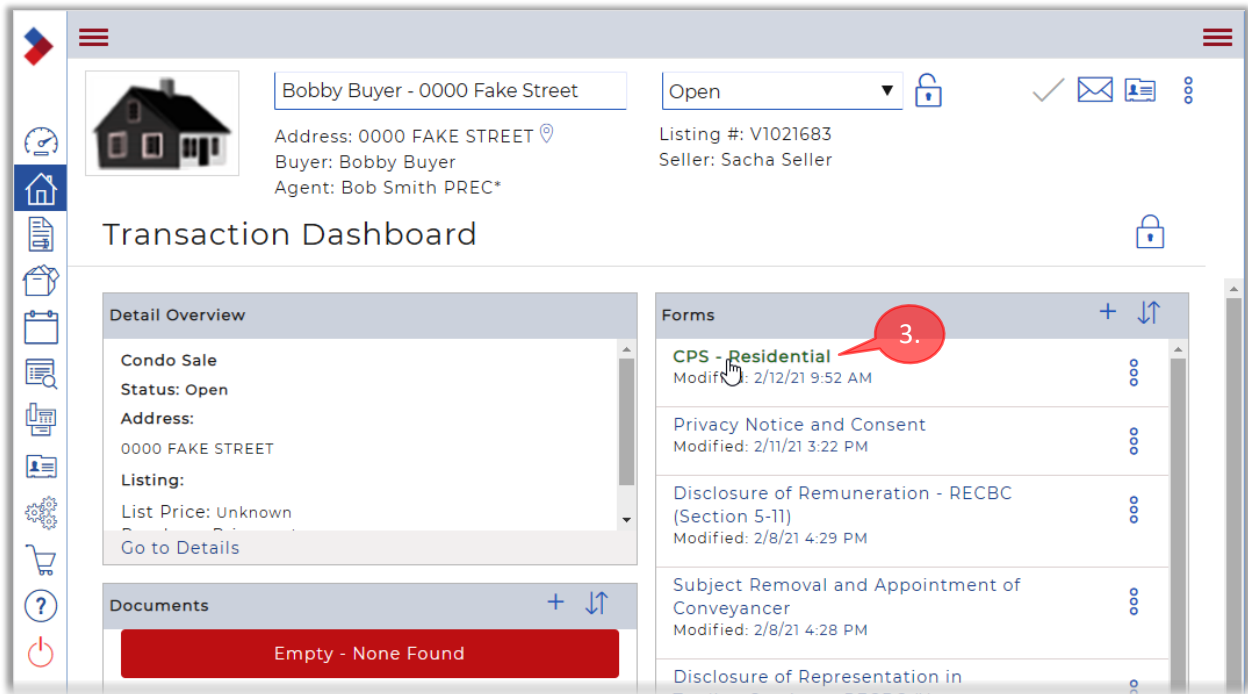 Bobby Buyer - 0000 Fake Street
Open
Address: 0000 FAKE STREET
Buyer: Bobby Buyer
Agent: Bob Smith PREC*
Listing #: V1021683
Seller: Sacha Seller
Transaction Dashboard
Detail Overview
Condo Sale
Status: Open
Address:
0000 FAKE STREET
Listing:
List Price: Unknown
Go to Details
Documents
Empty - None Found
Forms
3.
CPS - Residential
Modified: 2/12/21 9:52 AM
Privacy Notice and Consent
Modified: 2/11/21 3:22 PM
Disclosure of Remuneration - RECBC
(Section 5-11)
Modified: 2/8/21 4:29 PM
Subject Removal and Appointment of
Conveyancer
Modified: 2/8/21 4:28 PM
Disclosure of Representation in
?